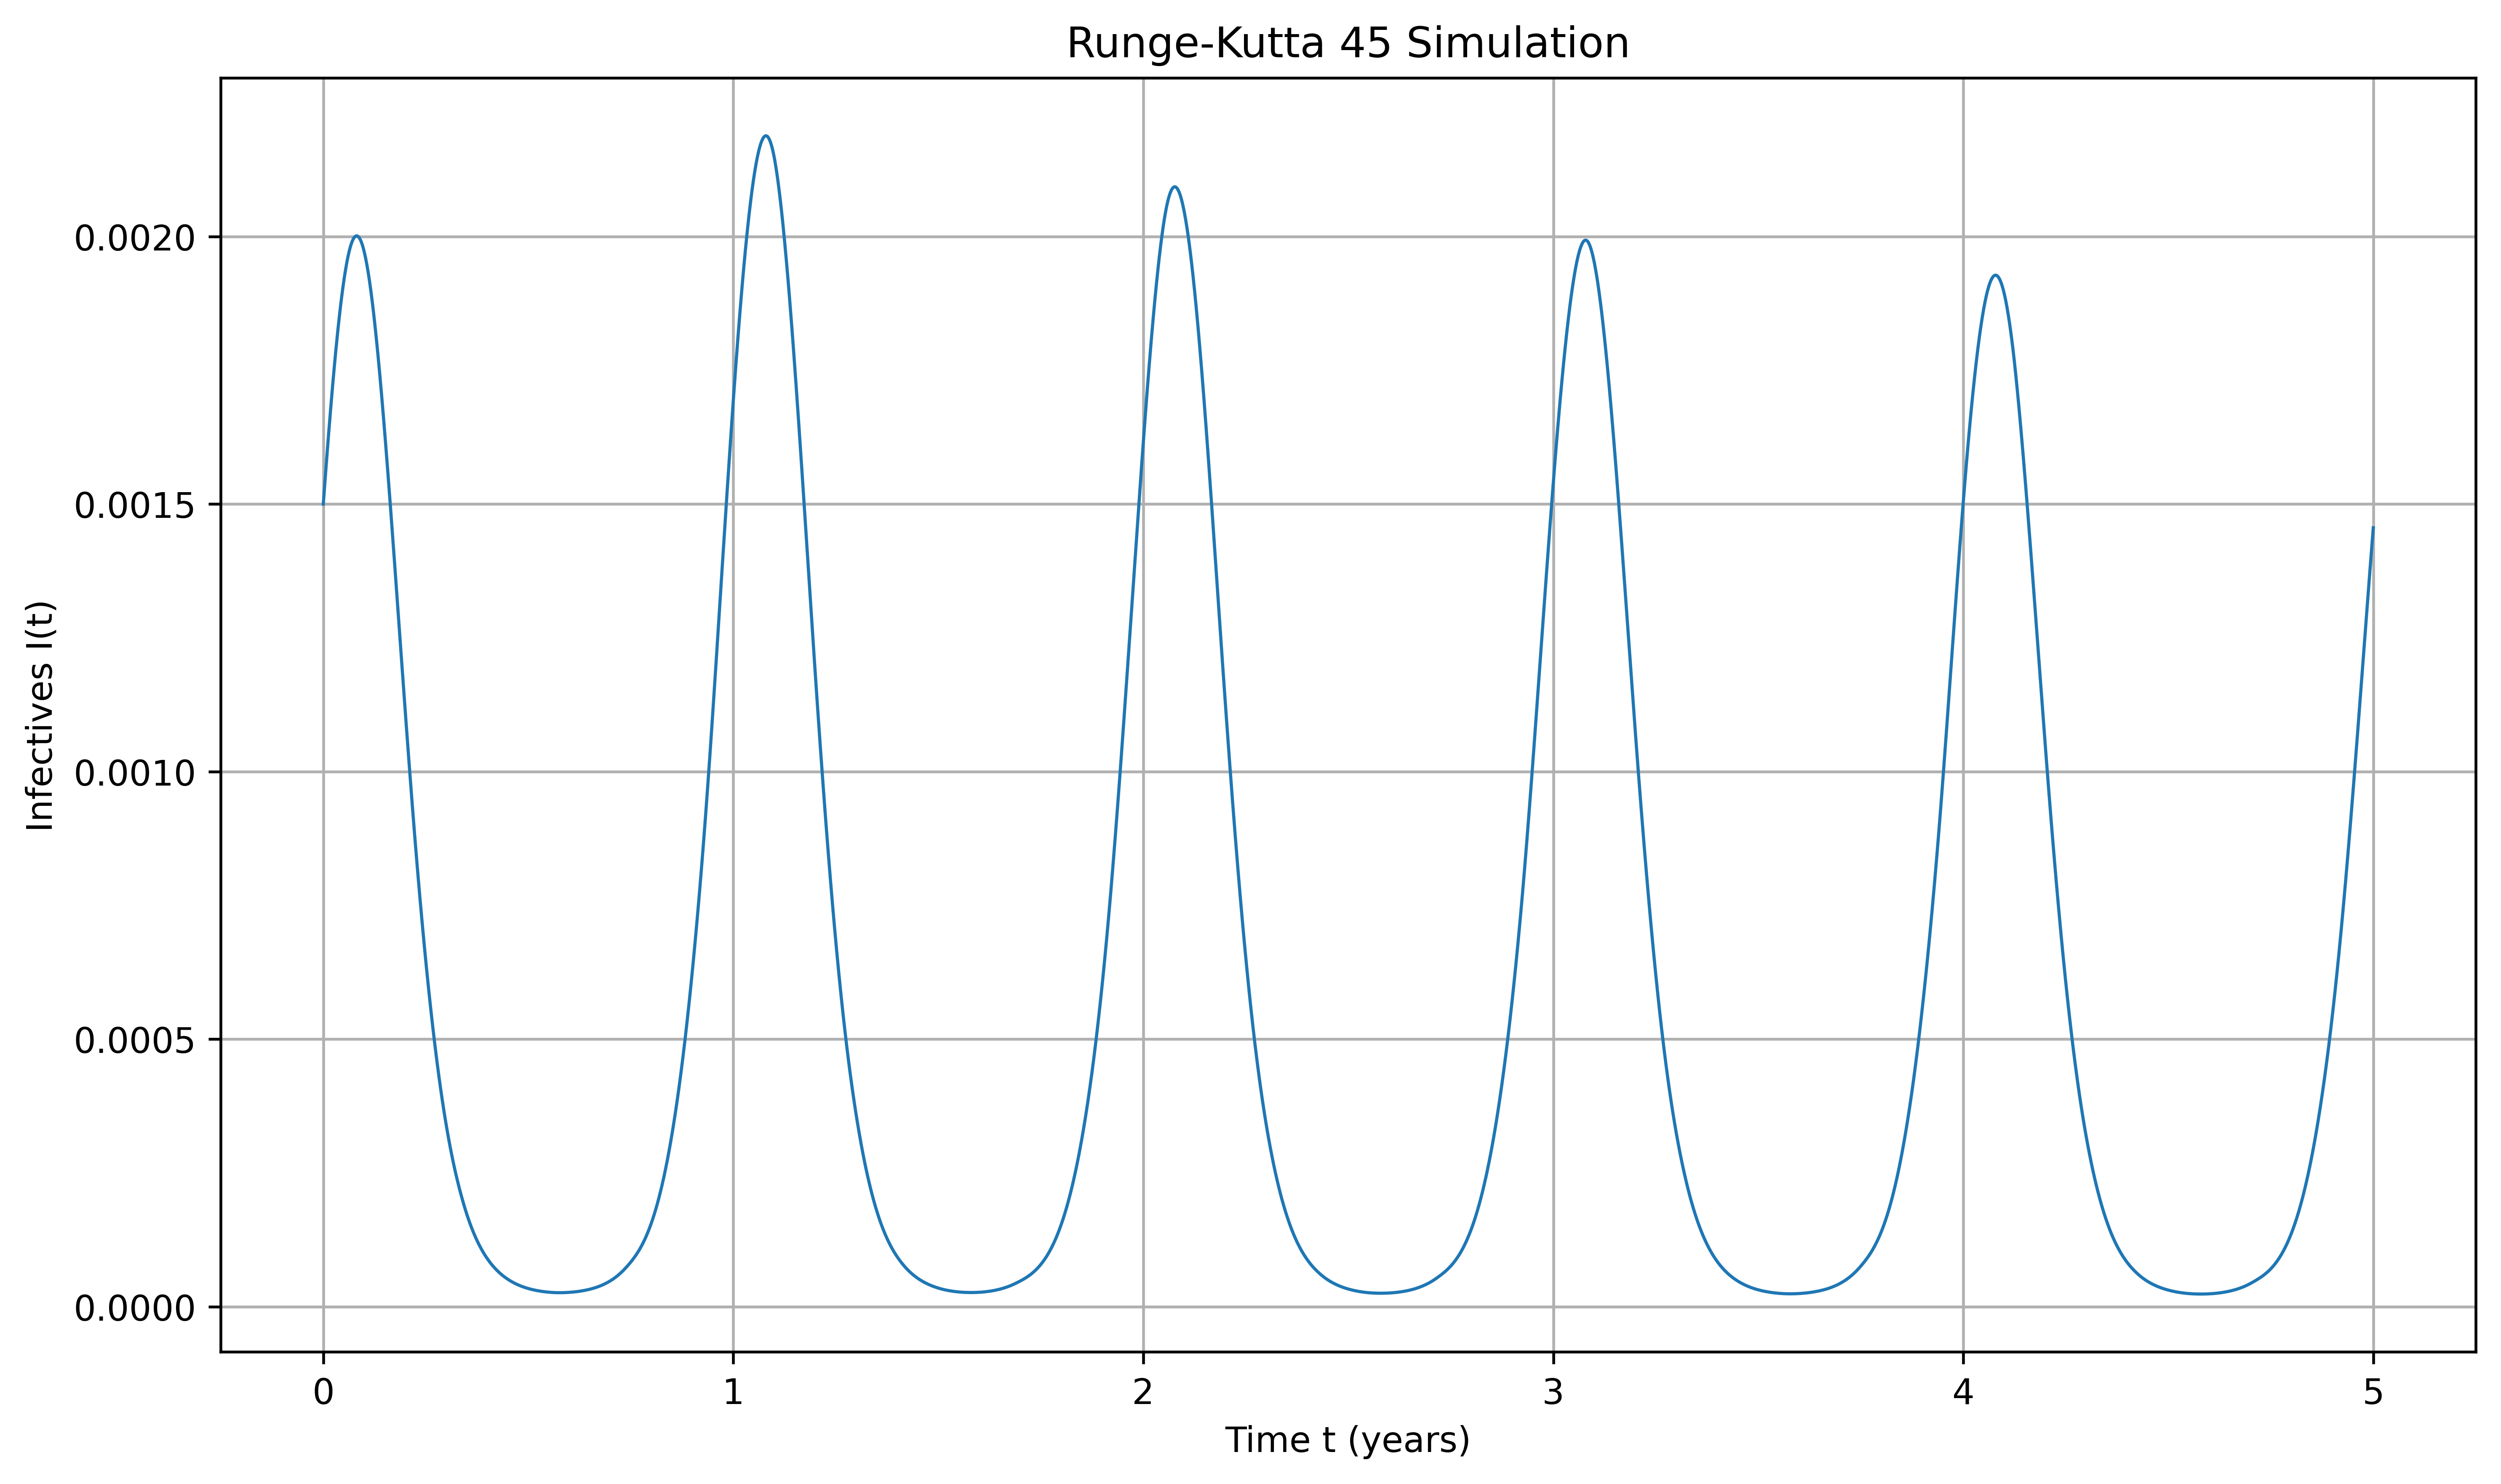 Runge-Kutta 45 Simulation
Infectives I(t)
0.0020
0.0015
0.0010
0.0005
0.0000
0 1 2 3 4 5
Time t (years)